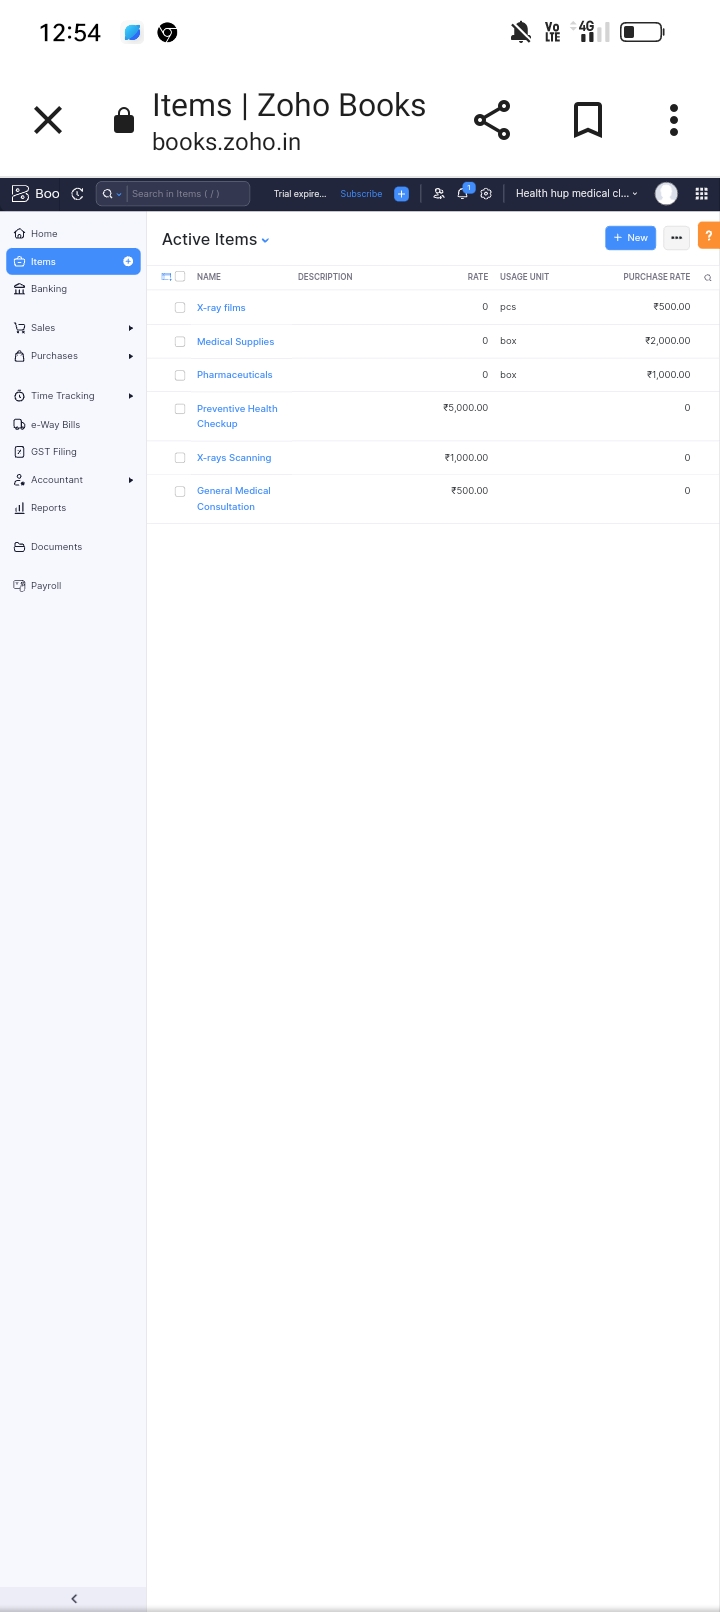 12:54
Vo LTE 4G
Items | Zoho Books
books.zoho.in
Boo Search in Items ( / ) Trial expire... Subscribe 1 Health hup medical cl...
Home
Items
Banking
Sales
Purchases
Time Tracking
e-Way Bills
GST Filing
Accountant
Reports
Documents
Payroll
Active Items + New ?
NAME DESCRIPTION RATE USAGE UNIT PURCHASE RATE
X-ray films 0 pcs ₹500.00
Medical Supplies 0 box ₹2,000.00
Pharmaceuticals 0 box ₹1,000.00
Preventive Health ₹5,000.00 0
Checkup
X-rays Scanning ₹1,000.00 0
General Medical ₹500.00 0
Consultation